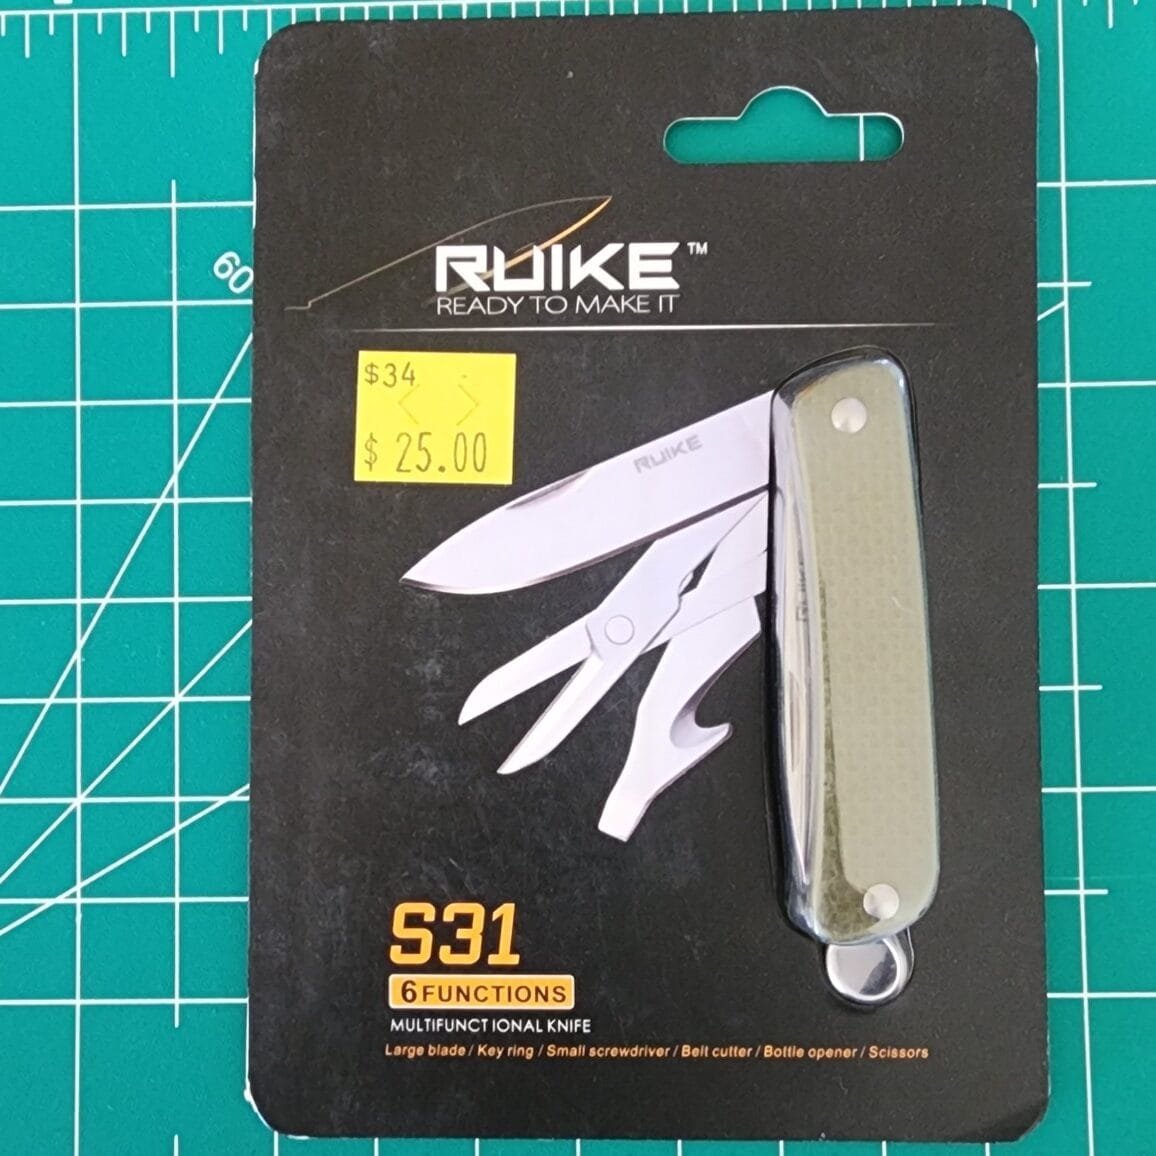 60
RUIKE™
READY TO MAKE IT
$34
$ 25.00
RUIKE
S31
6 FUNCTIONS
MULTIFUNCTIONAL KNIFE
Large blade / Key ring / Small screwdriver / Belt cutter / Bottle opener / Scissors